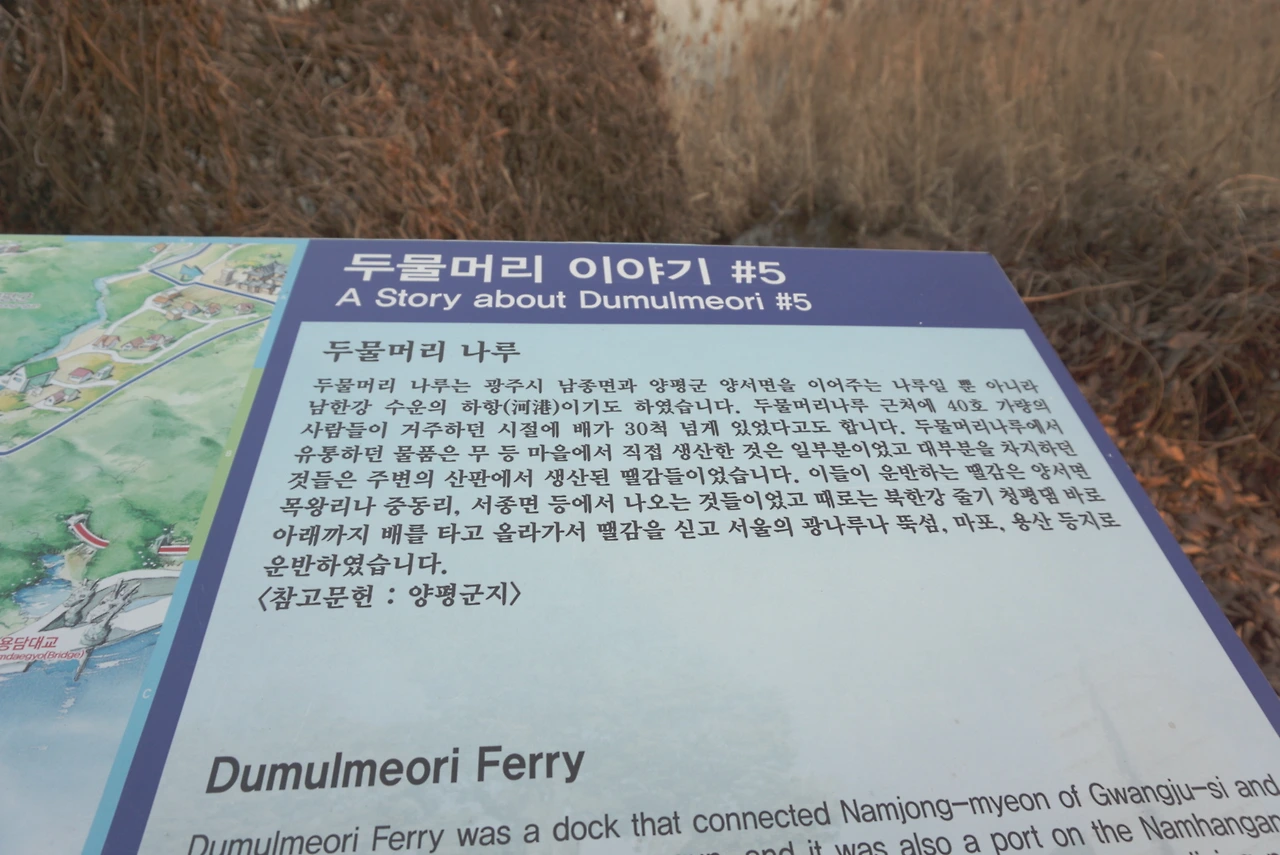 두물머리 이야기 #5
A Story about Dumulmeori #5
두물머리 나루
두물머리 나루는 광주시 남종면과 양평군 양서면을 이어주는 나루일 뿐 아니라
남한강 수운의 하항(河港)이기도 하였습니다. 두물머리나루 근처에 40호 가량의
사람들이 거주하던 시절에 배가 30척 넘게 있었다고도 합니다. 두물머리나루에서
유통하던 물품은 무 등 마을에서 직접 생산한 것은 일부분이었고 대부분을 차지하던
것들은 주변의 산판에서 생산된 땔감들이었습니다. 이들이 운반하는 땔감은 양서면
목왕리나 중동리, 서종면 등에서 나오는 것들이었고 때로는 북한강 줄기 청평댐 바로
아래까지 배를 타고 올라가서 땔감을 싣고 서울의 광나루나 뚝섬, 마포, 용산 등지로
운반하였습니다.
<참고문헌 : 양평군지>
Dumulmeori Ferry
Dumulmeori Ferry was a dock that connected Namjong-myeon of Gwangju-si and
and it was also a port on the Namhangan
용담대교
mdaegyo(Bridge)
C